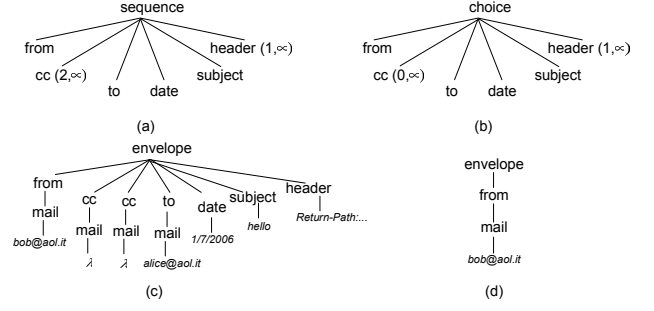 sequence
from
cc (2,∞)
to
date
subject
header (1,∞)
(a)
choice
from
cc (0,∞)
to
date
subject
header (1,∞)
(b)
envelope
from
cc
cc
to
date
subject
header
mail
mail
mail
mail
1/7/2006
hello
Return-Path:...
bob@aol.it
λ
λ
alice@aol.it
(c)
envelope
from
mail
bob@aol.it
(d)